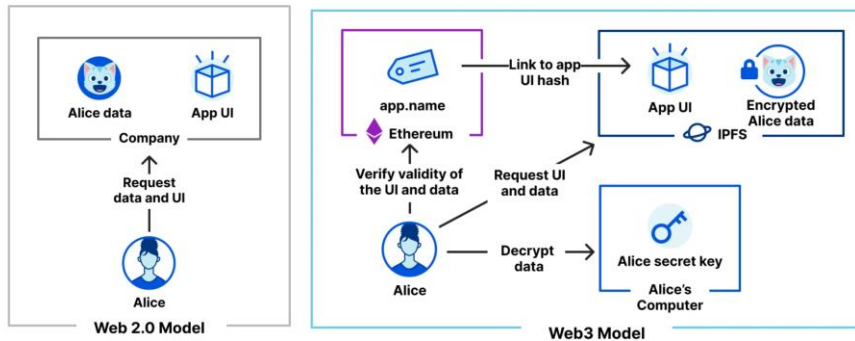 Alice data
App UI
Company
Request
data and UI
Alice
Web 2.0 Model
app.name
Ethereum
Link to app
UI hash
App UI
Encrypted
Alice data
IPFS
Verify validity of
the UI and data
Request UI
and data
Alice
Decrypt
data
Alice secret key
Alice's
Computer
Web3 Model